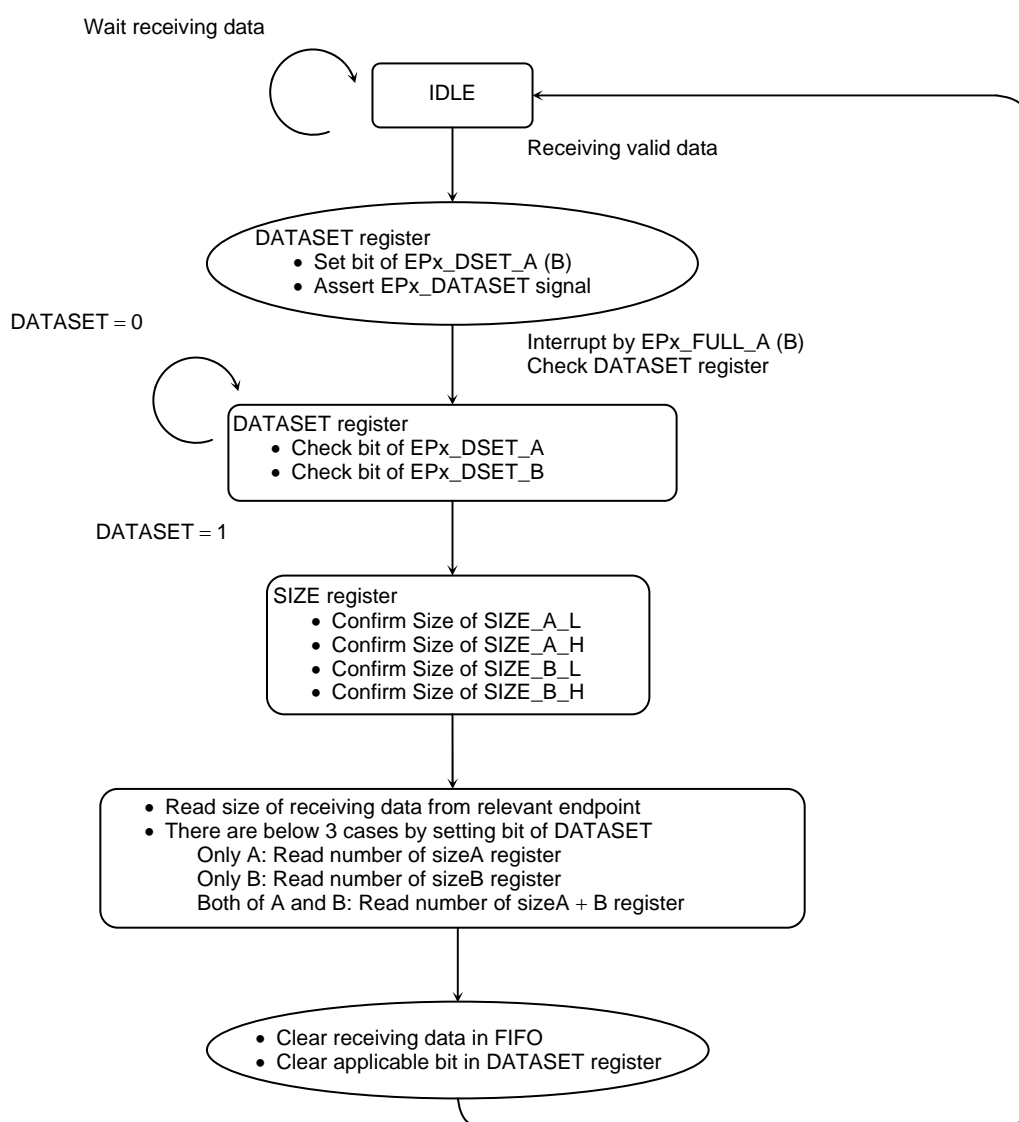 Wait receiving data
IDLE
Receiving valid data
DATASET register
• Set bit of EPx_DSET_A (B)
• Assert EPx_DATASET signal
DATASET = 0
Interrupt by EPx_FULL_A (B)
Check DATASET register
DATASET register
• Check bit of EPx_DSET_A
• Check bit of EPx_DSET_B
DATASET = 1
SIZE register
• Confirm Size of SIZE_A_L
• Confirm Size of SIZE_A_H
• Confirm Size of SIZE_B_L
• Confirm Size of SIZE_B_H
• Read size of receiving data from relevant endpoint
• There are below 3 cases by setting bit of DATASET
Only A: Read number of sizeA register
Only B: Read number of sizeB register
Both of A and B: Read number of sizeA + B register
• Clear receiving data in FIFO
• Clear applicable bit in DATASET register